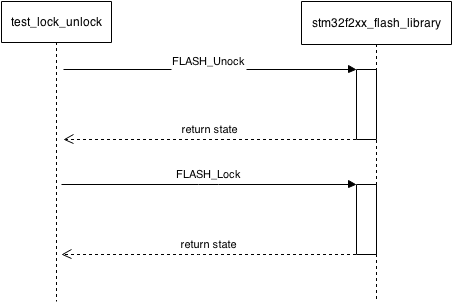 test_lock_unlock
stm32f2xx_flash_library
FLASH_Unock
return state
FLASH_Lock
return state